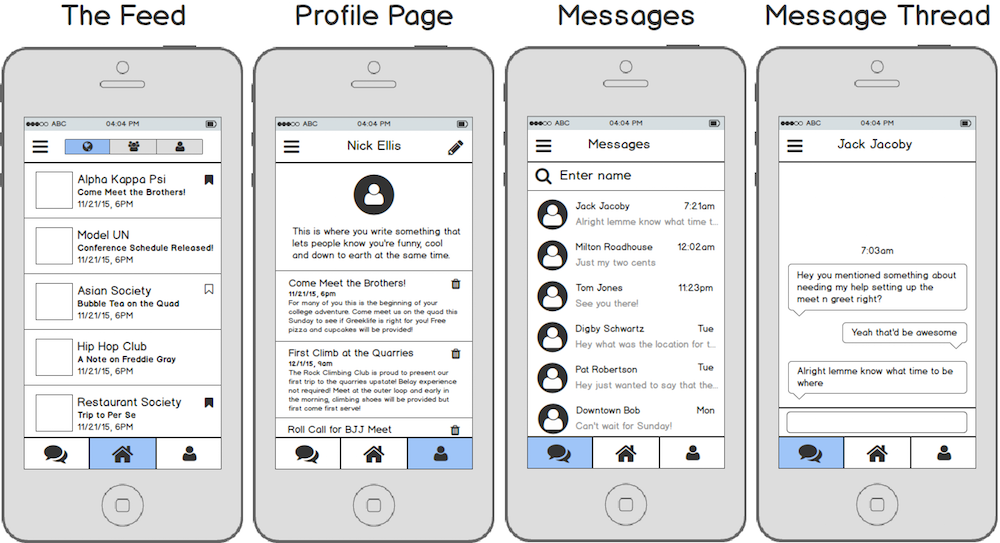 The Feed
ABC 04:04 PM
Alpha Kappa Psi
Come Meet the Brothers!
11/21/15, 6PM
Model UN
Conference Schedule Released!
11/21/15, 6PM
Asian Society
Bubble Tea on the Quad
11/21/15, 6PM
Hip Hop Club
A Note on Freddie Gray
11/21/15, 6PM
Restaurant Society
Trip to Per Se
11/21/15, 6PM
Profile Page
ABC 04:04 PM
Nick Ellis
This is where you write something that
lets people know you're funny, cool
and down to earth at the same time.
Come Meet the Brothers!
11/21/15, 6pm
For many of you this is the beginning of your
college adventure. Come meet us on the quad this
Sunday to see if Greeklife is right for you! Free
pizza and cupcakes will be provided!
First Climb at the Quarries
12/1/15, 9am
The Rock Climbing Club is proud to present our
first trip to the quarries upstate! Belay experience
not required! Meet at the outer loop and early in
the morning, climbing shoes will be provided but
first come first serve!
Roll Call for BJJ Meet
Messages
ABC 04:04 PM
Messages
Enter name
Jack Jacoby 7:21am
Alright lemme know what time t...
Milton Roadhouse 12:02am
Just my two cents
Tom Jones 11:23pm
See you there!
Digby Schwartz Tue
Hey what was the location for t...
Pat Robertson Tue
Hey just wanted to say that the...
Downtown Bob Mon
Can't wait for Sunday!
Message Thread
ABC 04:04 PM
Jack Jacoby
7:03am
Hey you mentioned something about
needing my help setting up the
meet n greet right?
Yeah that'd be awesome
Alright lemme know what time to be
where